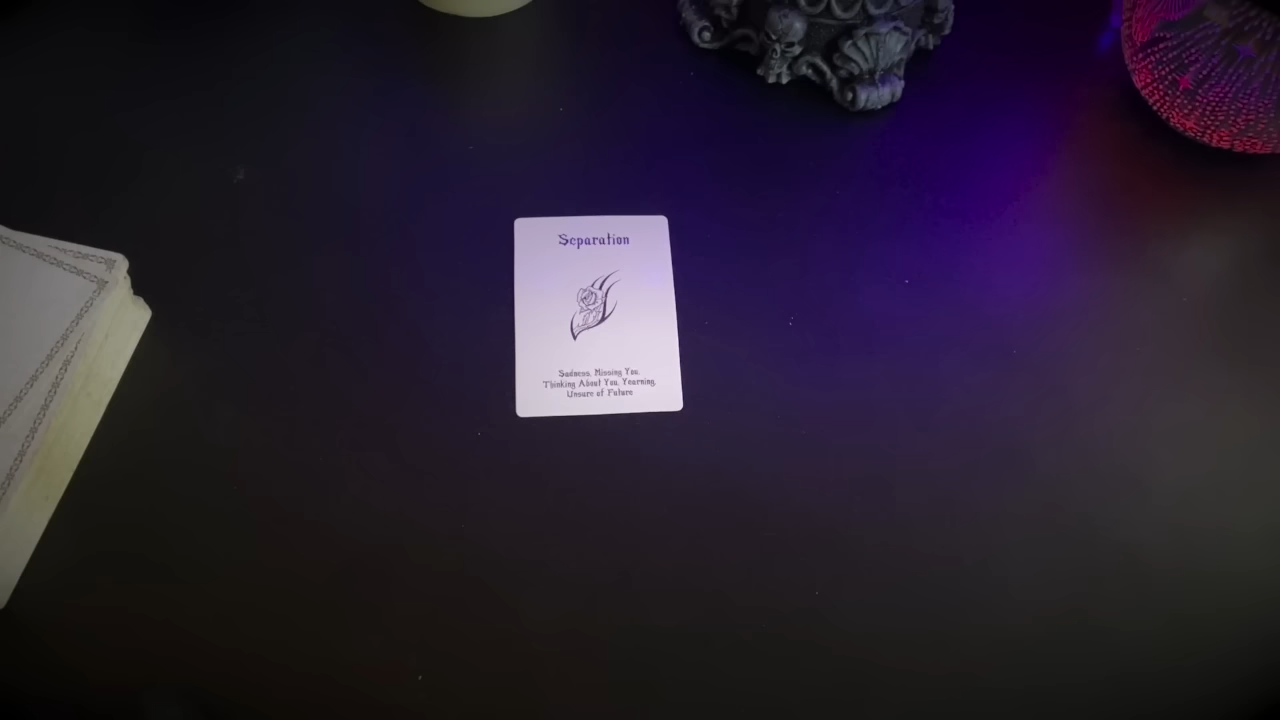 Separation
Sadness, Missing You,
Thinking About You, Yearning,
Unsure of Future